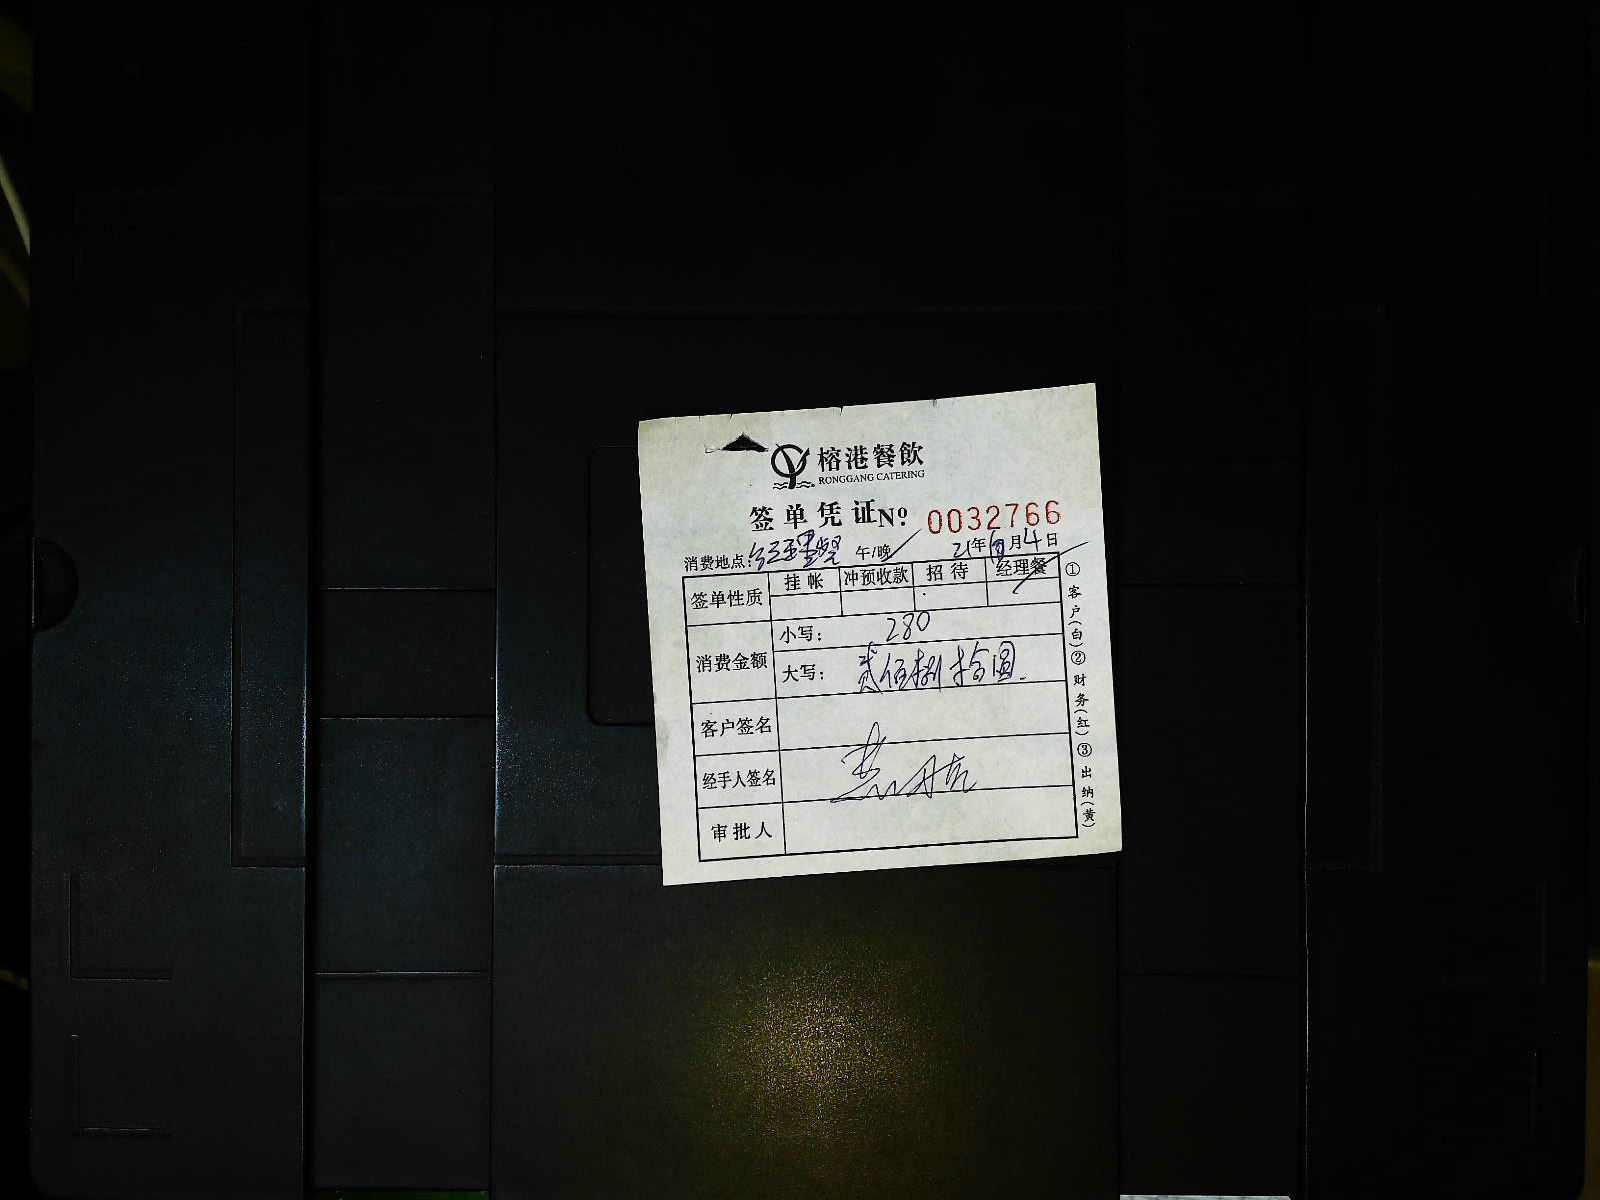 榕港餐飲
RONGGANG CATERING
签单凭证 Nº 0032766
消费地点: 经理餐 午/晚 21年 月4日
签单性质 挂帐 冲预收款 招待 经理餐
消费金额 小写: 280
大写: 贰佰捌拾圆.
客户签名
经手人签名
审批人
①客户(白)②财务(红)③出纳(黄)